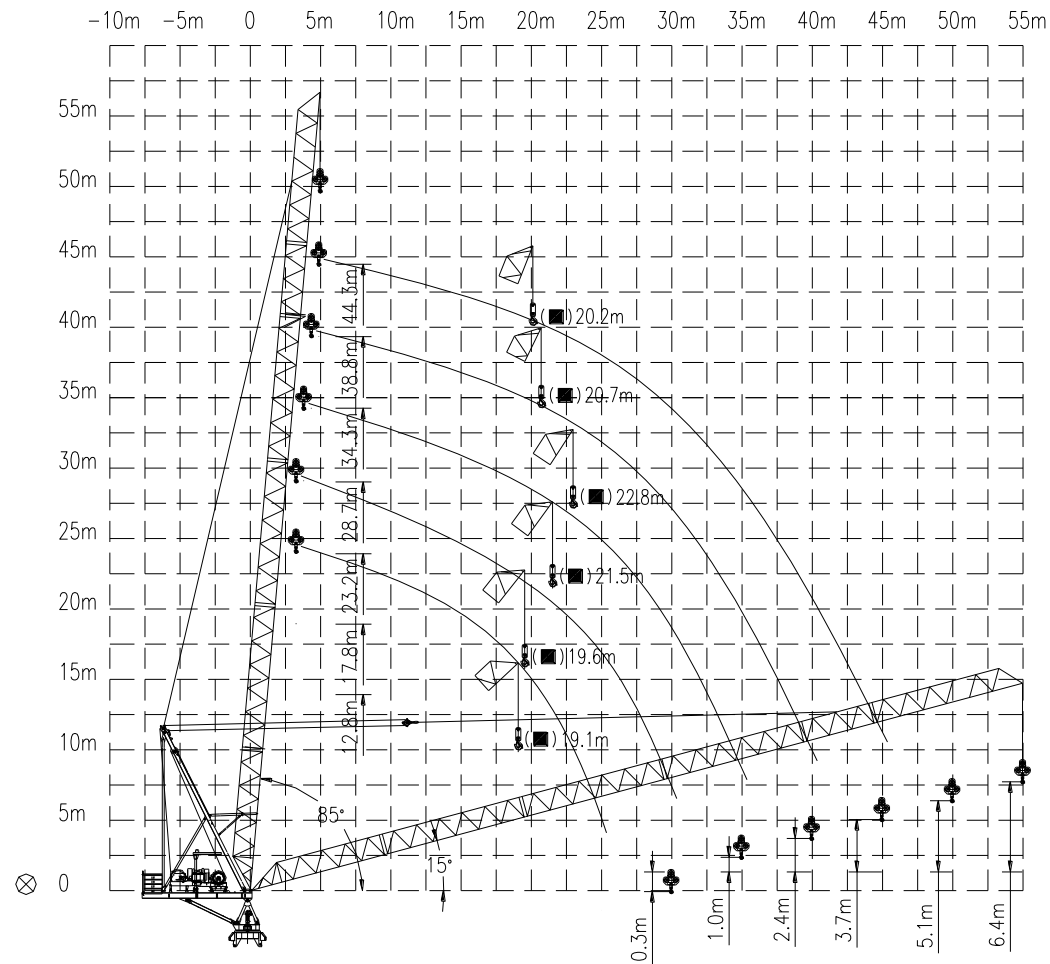 -10m -5m 0 5m 10m 15m 20m 25m 30m 35m 40m 45m 50m 55m
55m
50m
45m
44.3m
40m
(■)20.2m
38.8m
35m
(■)20.7m
34.3m
30m
(■)22.8m
28.7m
25m
23.2m
(■)21.5m
20m
17.8m
(■)19.6m
15m
12.8m
10m
(■)19.1m
5m
85°
15°
0
0.3m
1.0m
2.4m
3.7m
5.1m
6.4m